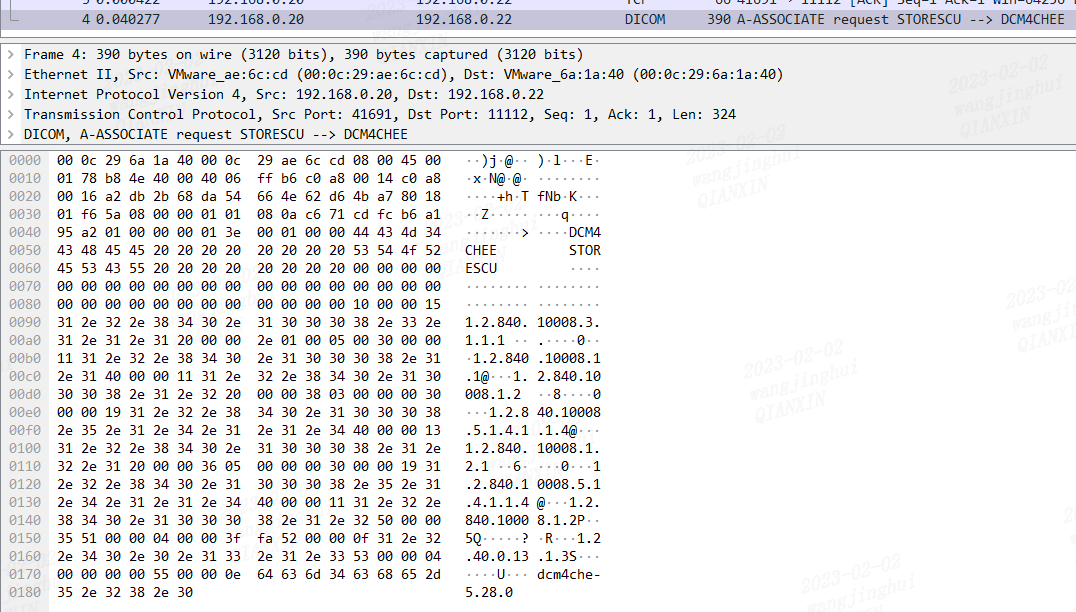 192.168.0.20 192.168.0.22
4 0.040277 192.168.0.20 192.168.0.22 DICOM 390 A-ASSOCIATE request STORESCU --> DCM4CHEE
> Frame 4: 390 bytes on wire (3120 bits), 390 bytes captured (3120 bits)
> Ethernet II, Src: VMware_ae:6c:cd (00:0c:29:ae:6c:cd), Dst: VMware_6a:1a:40 (00:0c:29:6a:1a:40)
> Internet Protocol Version 4, Src: 192.168.0.20, Dst: 192.168.0.22
> Transmission Control Protocol, Src Port: 41691, Dst Port: 11112, Seq: 1, Ack: 1, Len: 324
> DICOM, A-ASSOCIATE request STORESCU --> DCM4CHEE
0000 00 0c 29 6a 1a 40 00 0c 29 ae 6c cd 08 00 45 00 ··)j·@·· )·l···E·
0010 01 78 b8 4e 40 00 40 06 ff b6 c0 a8 00 14 c0 a8 ·x·N@·@· ········
0020 00 16 a2 db 2b 68 da 54 66 4e 62 d6 4b a7 80 18 ····+h·T fNb·K···
0030 01 f6 5a 08 00 00 01 01 08 0a c6 71 cd fc b6 a1 ··Z····· ···q····
0040 95 a2 01 00 00 00 01 3e 00 01 00 00 44 43 4d 34 ·······> ····DCM4
0050 43 48 45 45 20 20 20 20 20 20 20 20 53 54 4f 52 CHEE STOR
0060 45 53 43 55 20 20 20 20 20 20 20 20 00 00 00 00 ESCU ····
0070 00 00 00 00 00 00 00 00 00 00 00 00 00 00 00 00 ········ ········
0080 00 00 00 00 00 00 00 00 00 00 00 00 10 00 00 15 ········ ········
0090 31 2e 32 2e 38 34 30 2e 31 30 30 30 38 2e 33 2e 1.2.840. 10008.3.
00a0 31 2e 31 2e 31 20 00 00 2e 01 00 05 00 30 00 00 1.1.1 ·· .····0··
00b0 11 31 2e 32 2e 38 34 30 2e 31 30 30 30 38 2e 31 ·1.2.840 .10008.1
00c0 2e 31 40 00 00 11 31 2e 32 2e 38 34 30 2e 31 30 .1@···1. 2.840.10
00d0 30 30 38 2e 31 2e 32 20 00 00 38 03 00 00 00 30 008.1.2 ··8····0
00e0 00 00 19 31 2e 32 2e 38 34 30 2e 31 30 30 30 38 ···1.2.8 40.10008
00f0 2e 35 2e 31 2e 34 2e 31 2e 31 2e 34 40 00 00 13 .5.1.4.1 .1.4@···
0100 31 2e 32 2e 38 34 30 2e 31 30 30 30 38 2e 31 2e 1.2.840. 10008.1.
0110 32 2e 31 20 00 00 36 05 00 00 00 30 00 00 19 31 2.1 ··6· ···0···1
0120 2e 32 2e 38 34 30 2e 31 30 30 30 38 2e 35 2e 31 .2.840.1 0008.5.1
0130 2e 34 2e 31 2e 31 2e 34 40 00 00 11 31 2e 32 2e .4.1.1.4 @···1.2.
0140 38 34 30 2e 31 30 30 30 38 2e 31 2e 32 50 00 00 840.1000 8.1.2P··
0150 35 51 00 00 04 00 00 3f fa 52 00 00 0f 31 2e 32 5Q·····? ·R···1.2
0160 2e 34 30 2e 30 2e 31 33 2e 31 2e 33 53 00 00 04 .40.0.13 .1.3S···
0170 00 00 00 00 55 00 00 0e 64 63 6d 34 63 68 65 2d ····U··· dcm4che-
0180 35 2e 32 38 2e 30 5.28.0
2023-02-02
wangjinghui
QIANXIN